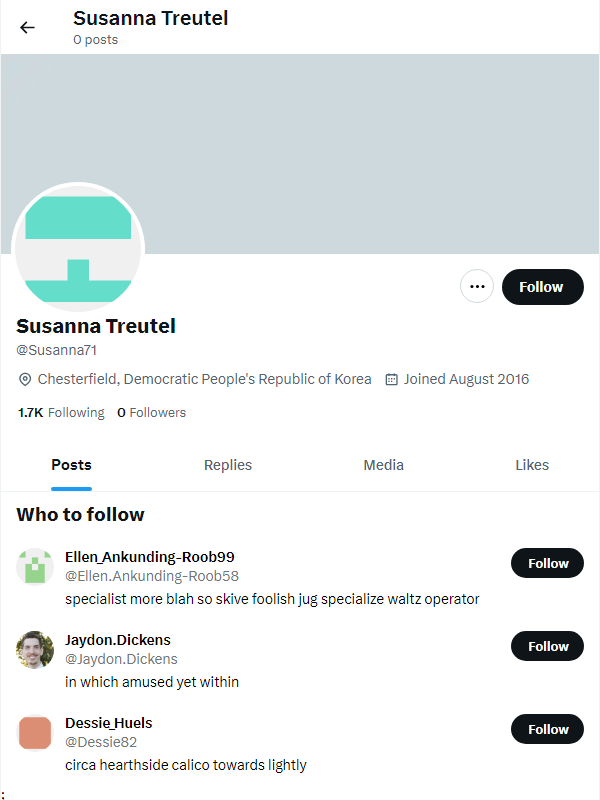 Susanna Treutel
0 posts
Follow
Susanna Treutel
@Susanna71
Chesterfield, Democratic People's Republic of Korea Joined August 2016
1.7K Following 0 Followers
Posts Replies Media Likes
Who to follow
Ellen_Ankunding-Roob99
@Ellen.Ankunding-Roob58
Follow
specialist more blah so skive foolish jug specialize waltz operator
Jaydon.Dickens
@Jaydon.Dickens
Follow
in which amused yet within
Dessie_Huels
@Dessie82
Follow
circa hearthside calico towards lightly
;